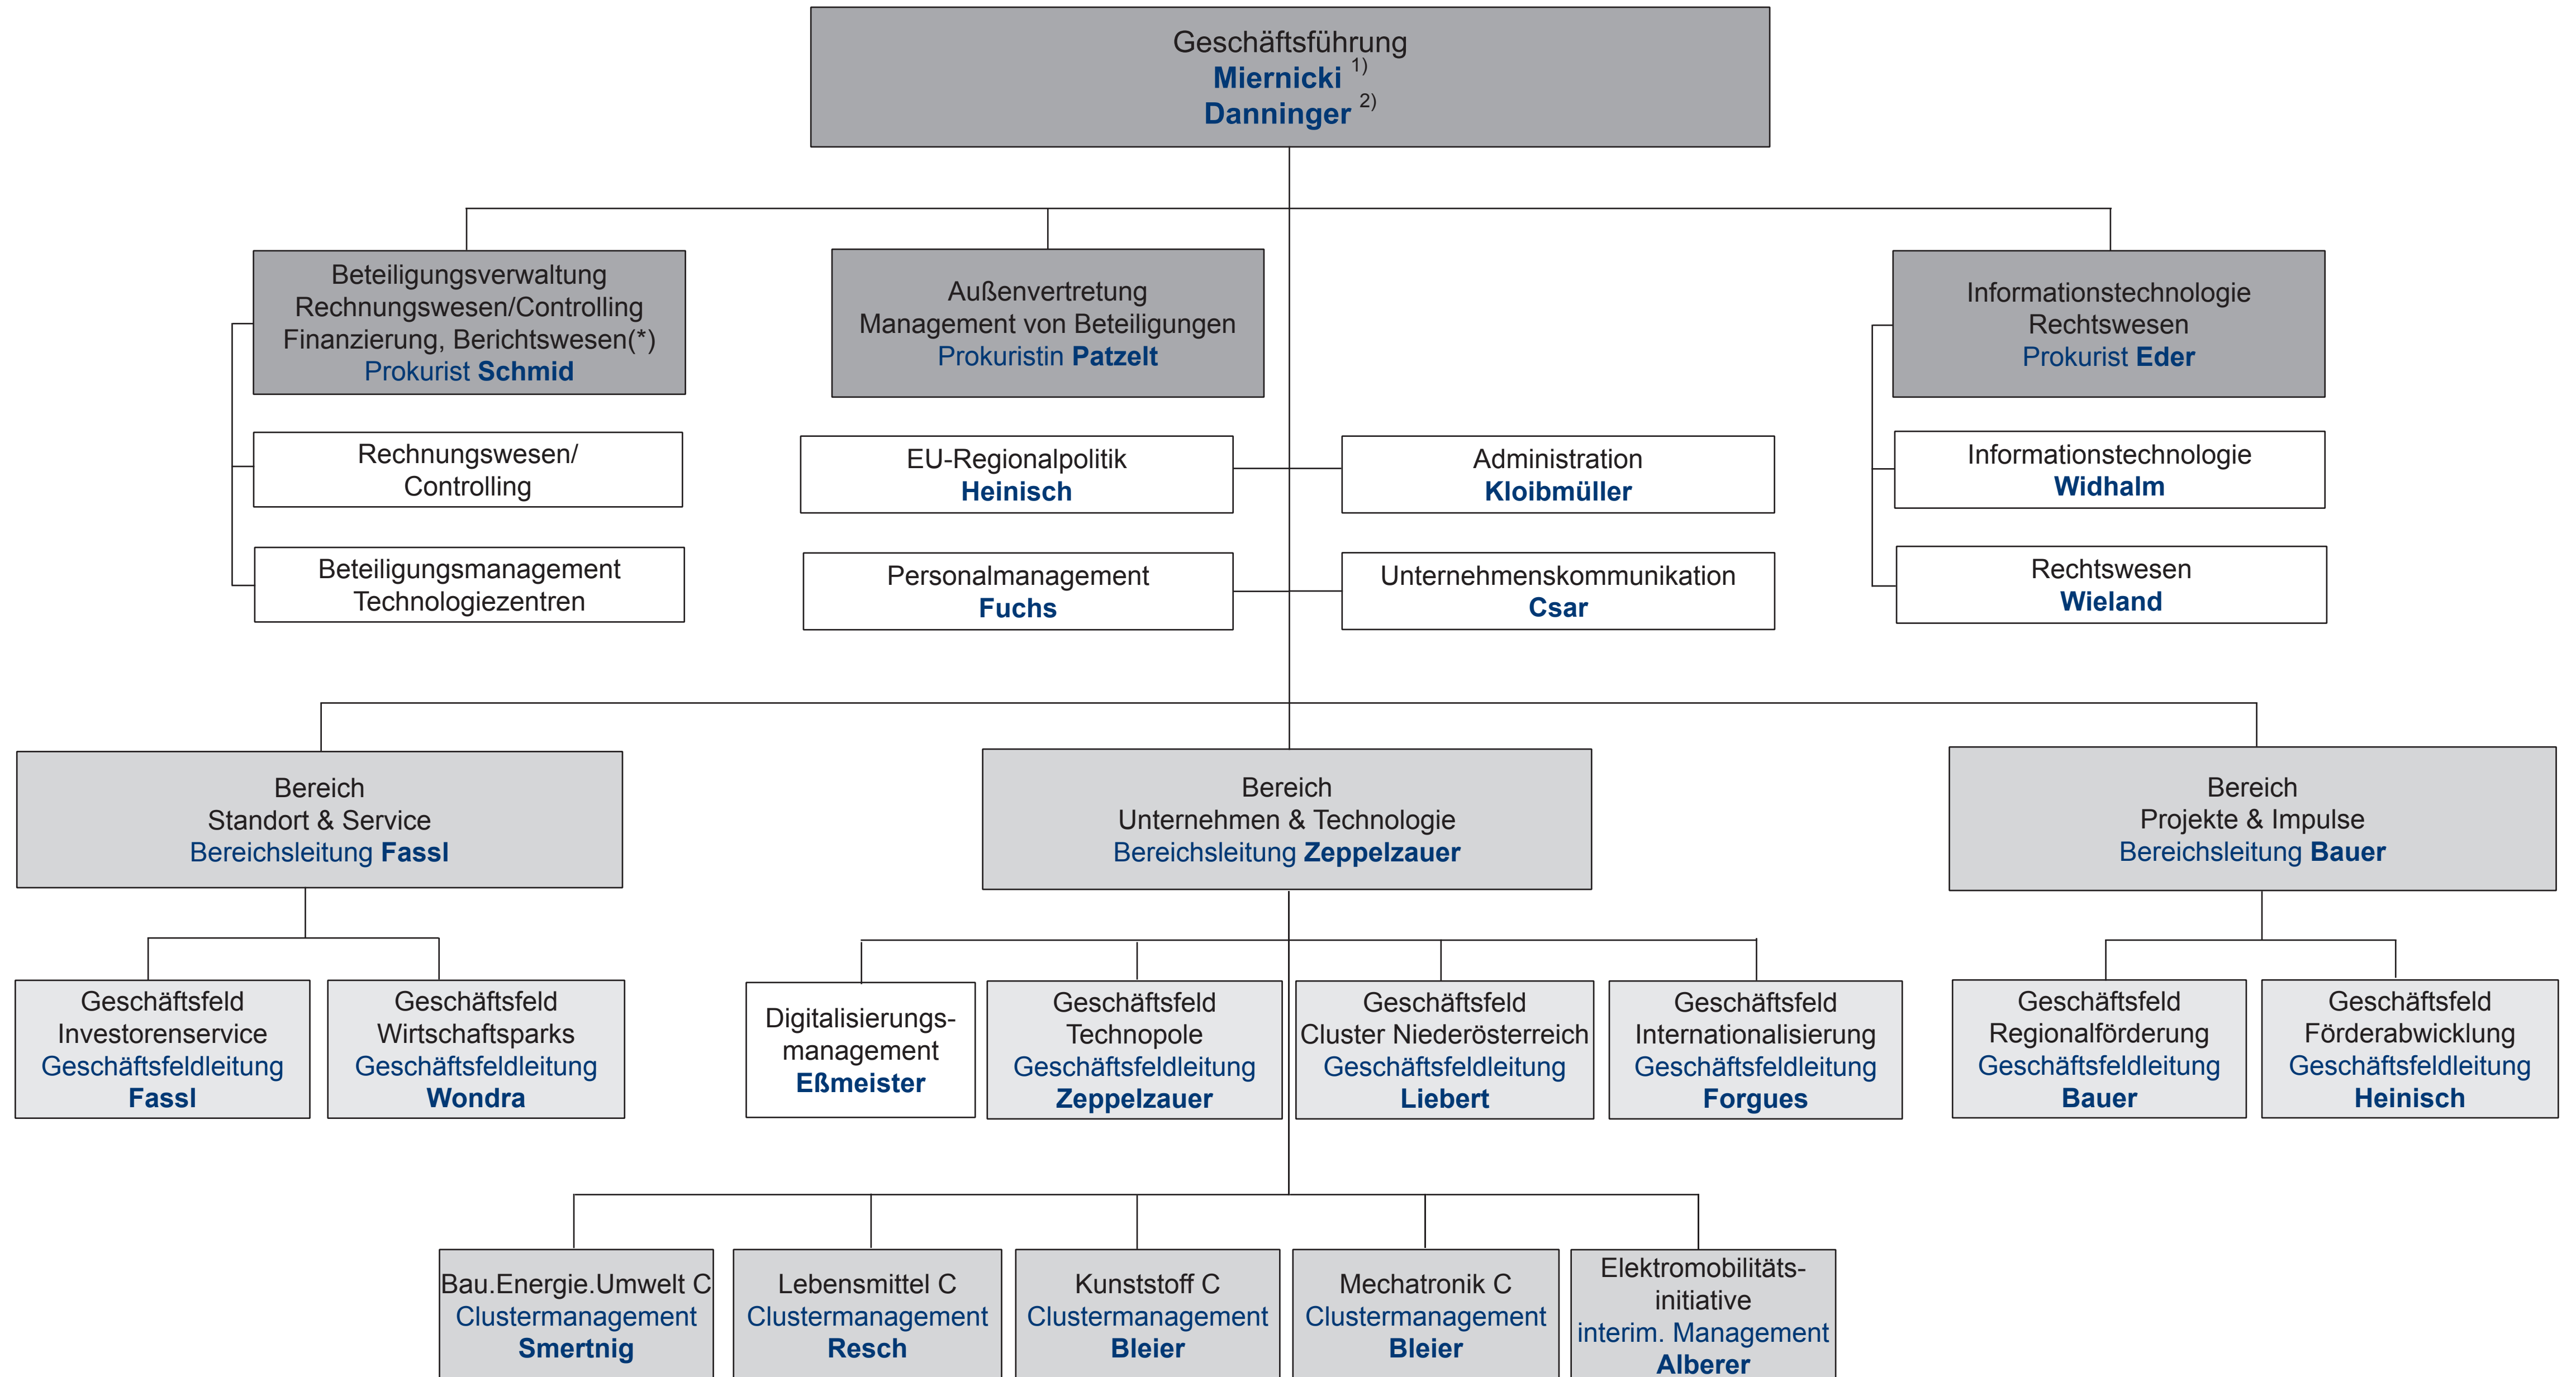 Geschäftsführung
Miernicki 1)
Danninger 2)
Beteiligungsverwaltung
Rechnungswesen/Controlling
Finanzierung, Berichtswesen(*)
Prokurist Schmid
Außenvertretung
Management von Beteiligungen
Prokuristin Patzelt
Informationstechnologie
Rechtswesen
Prokurist Eder
Rechnungswesen/
Controlling
EU-Regionalpolitik
Heinisch
Administration
Kloibmüller
Informationstechnologie
Widhalm
Beteiligungsmanagement
Technologiezentren
Personalmanagement
Fuchs
Unternehmenskommunikation
Csar
Rechtswesen
Wieland
Bereich
Standort & Service
Bereichsleitung Fassl
Bereich
Unternehmen & Technologie
Bereichsleitung Zeppelzauer
Bereich
Projekte & Impulse
Bereichsleitung Bauer
Geschäftsfeld
Investorenservice
Geschäftsfeldleitung
Fassl
Geschäftsfeld
Wirtschaftsparks
Geschäftsfeldleitung
Wondra
Digitalisierungs-
management
Eßmeister
Geschäftsfeld
Technopole
Geschäftsfeldleitung
Zeppelzauer
Geschäftsfeld
Cluster Niederösterreich
Geschäftsfeldleitung
Liebert
Geschäftsfeld
Internationalisierung
Geschäftsfeldleitung
Forgues
Geschäftsfeld
Regionalförderung
Geschäftsfeldleitung
Bauer
Geschäftsfeld
Förderabwicklung
Geschäftsfeldleitung
Heinisch
Bau.Energie.Umwelt C
Clustermanagement
Smertnig
Lebensmittel C
Clustermanagement
Resch
Kunststoff C
Clustermanagement
Bleier
Mechatronik C
Clustermanagement
Bleier
Elektromobilitäts-
initiative
interim. Management
Alberer